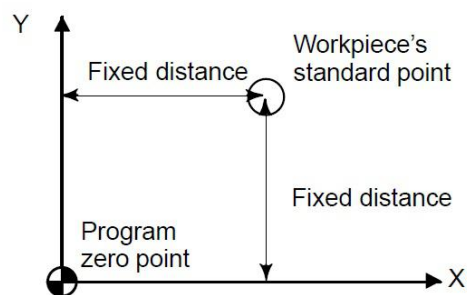 Y
Workpiece's
standard point
Fixed distance
Fixed distance
Program
zero point
X